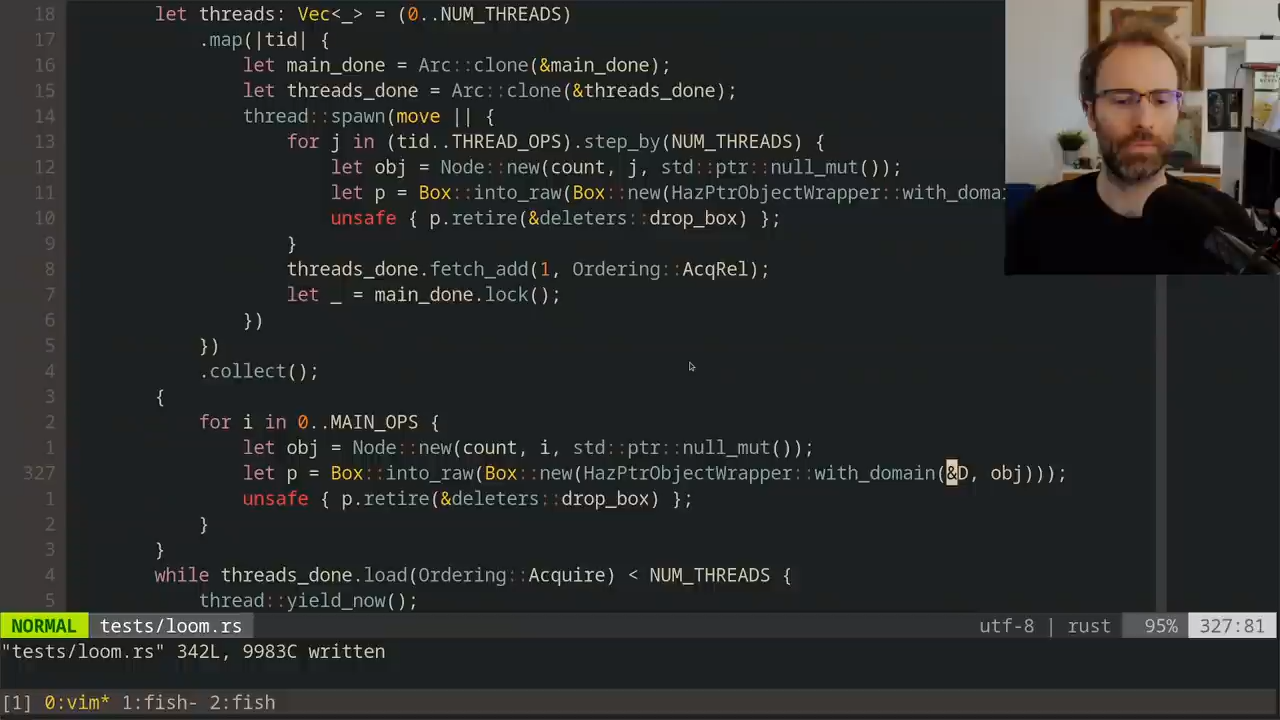 18 let threads: Vec<_> = (0..NUM_THREADS)
17 .map(|tid| {
16 let main_done = Arc::clone(&main_done);
15 let threads_done = Arc::clone(&threads_done);
14 thread::spawn(move || {
13 for j in (tid..THREAD_OPS).step_by(NUM_THREADS) {
12 let obj = Node::new(count, j, std::ptr::null_mut());
11 let p = Box::into_raw(Box::new(HazPtrObjectWrapper::with_domai
10 unsafe { p.retire(&deleters::drop_box) };
9 }
8 threads_done.fetch_add(1, Ordering::AcqRel);
7 let _ = main_done.lock();
6 })
5 })
4 .collect();
3 {
2 for i in 0..MAIN_OPS {
1 let obj = Node::new(count, i, std::ptr::null_mut());
327 let p = Box::into_raw(Box::new(HazPtrObjectWrapper::with_domain(&D, obj)));
1 unsafe { p.retire(&deleters::drop_box) };
2 }
3 }
4 while threads_done.load(Ordering::Acquire) < NUM_THREADS {
5 thread::yield_now();
NORMAL tests/loom.rs utf-8 | rust 95% 327:81
"tests/loom.rs" 342L, 9983C written
[1] 0:vim* 1:fish- 2:fish